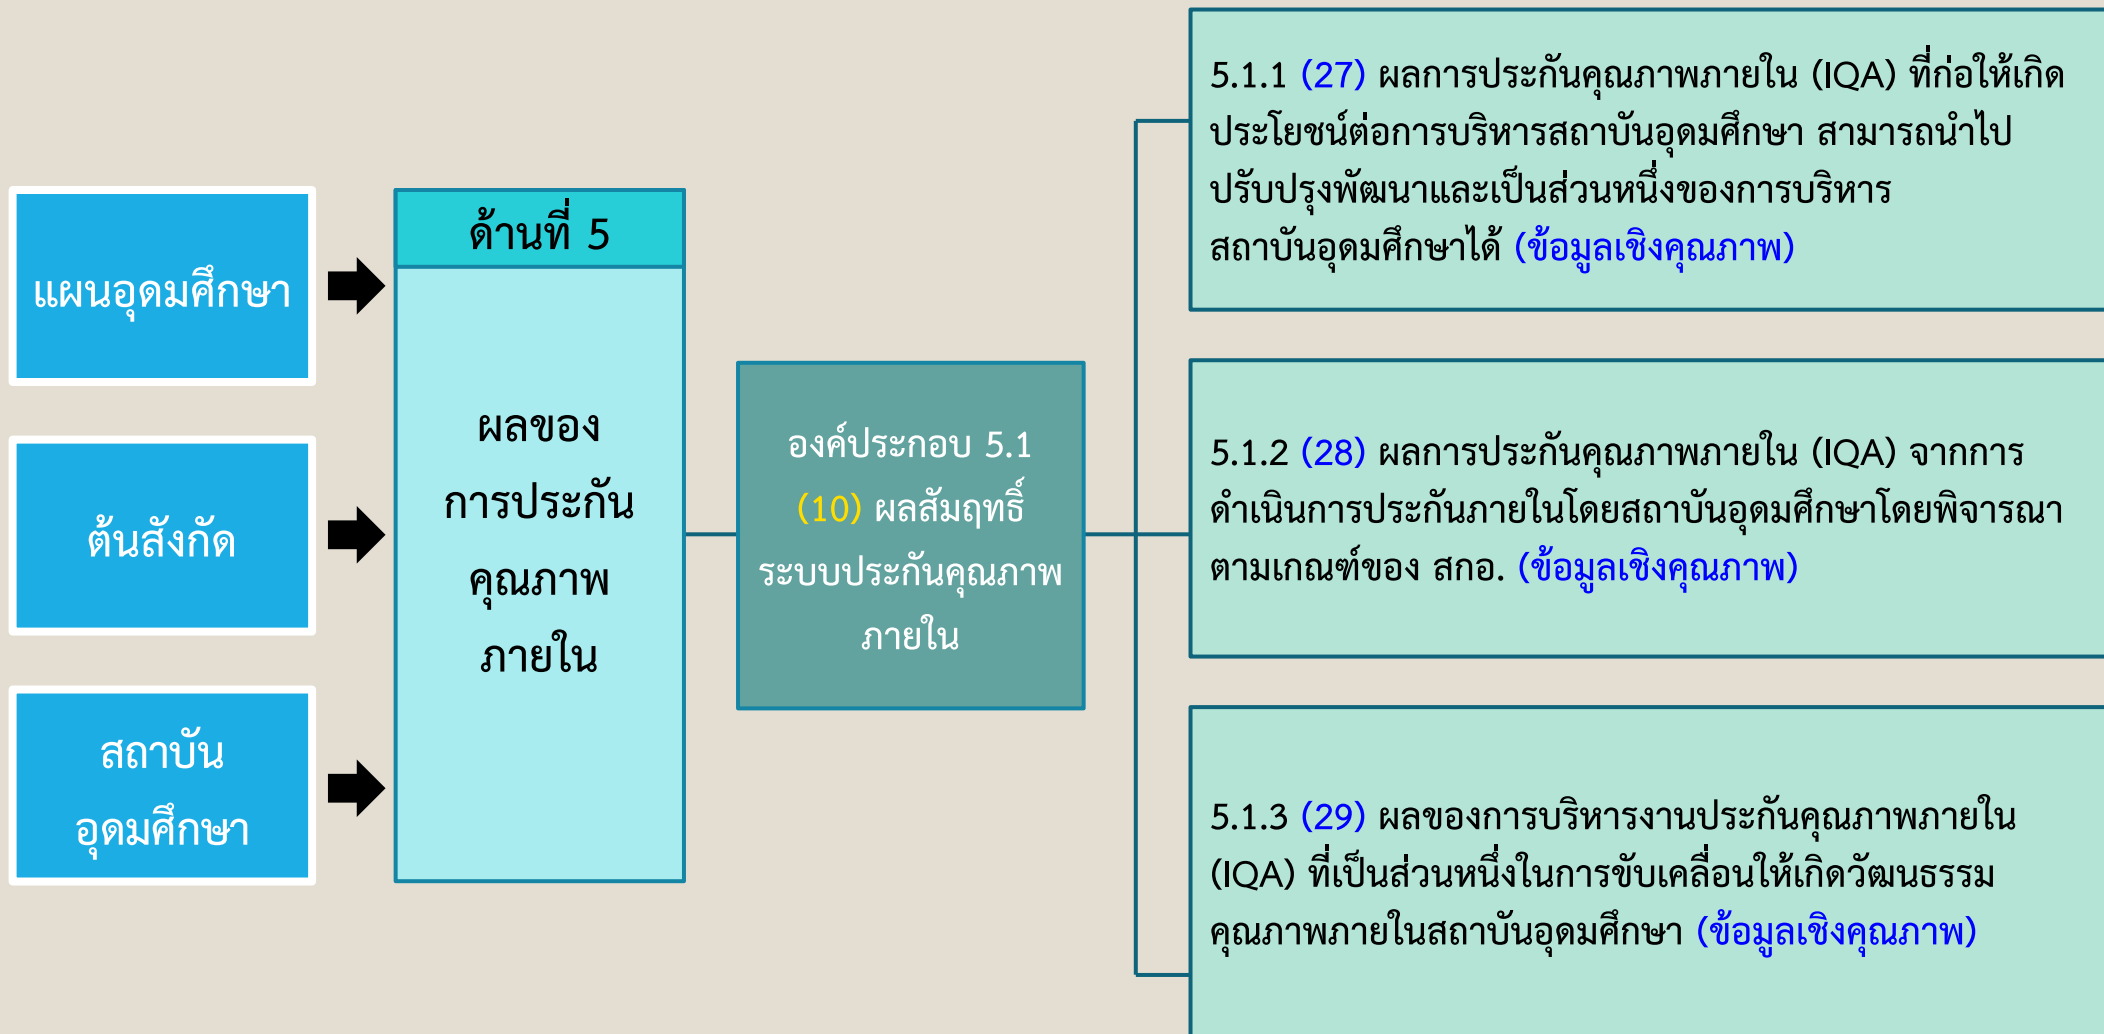 แผนอุดมศึกษา
ต้นสังกัด
สถาบัน
อุดมศึกษา
ด้านที่ 5
ผลของ
การประกัน
คุณภาพ
ภายใน
องค์ประกอบ 5.1
(10) ผลสัมฤทธิ์
ระบบประกันคุณภาพ
ภายใน
5.1.1 (27) ผลการประกันคุณภาพภายใน (IQA) ที่ก่อให้เกิด
ประโยชน์ต่อการบริหารสถาบันอุดมศึกษา สามารถนำไป
ปรับปรุงพัฒนาและเป็นส่วนหนึ่งของการบริหาร
สถาบันอุดมศึกษาได้ (ข้อมูลเชิงคุณภาพ)
5.1.2 (28) ผลการประกันคุณภาพภายใน (IQA) จากการ
ดำเนินการประกันภายในโดยสถาบันอุดมศึกษาโดยพิจารณา
ตามเกณฑ์ของ สกอ. (ข้อมูลเชิงคุณภาพ)
5.1.3 (29) ผลของการบริหารงานประกันคุณภาพภายใน
(IQA) ที่เป็นส่วนหนึ่งในการขับเคลื่อนให้เกิดวัฒนธรรม
คุณภาพภายในสถาบันอุดมศึกษา (ข้อมูลเชิงคุณภาพ)